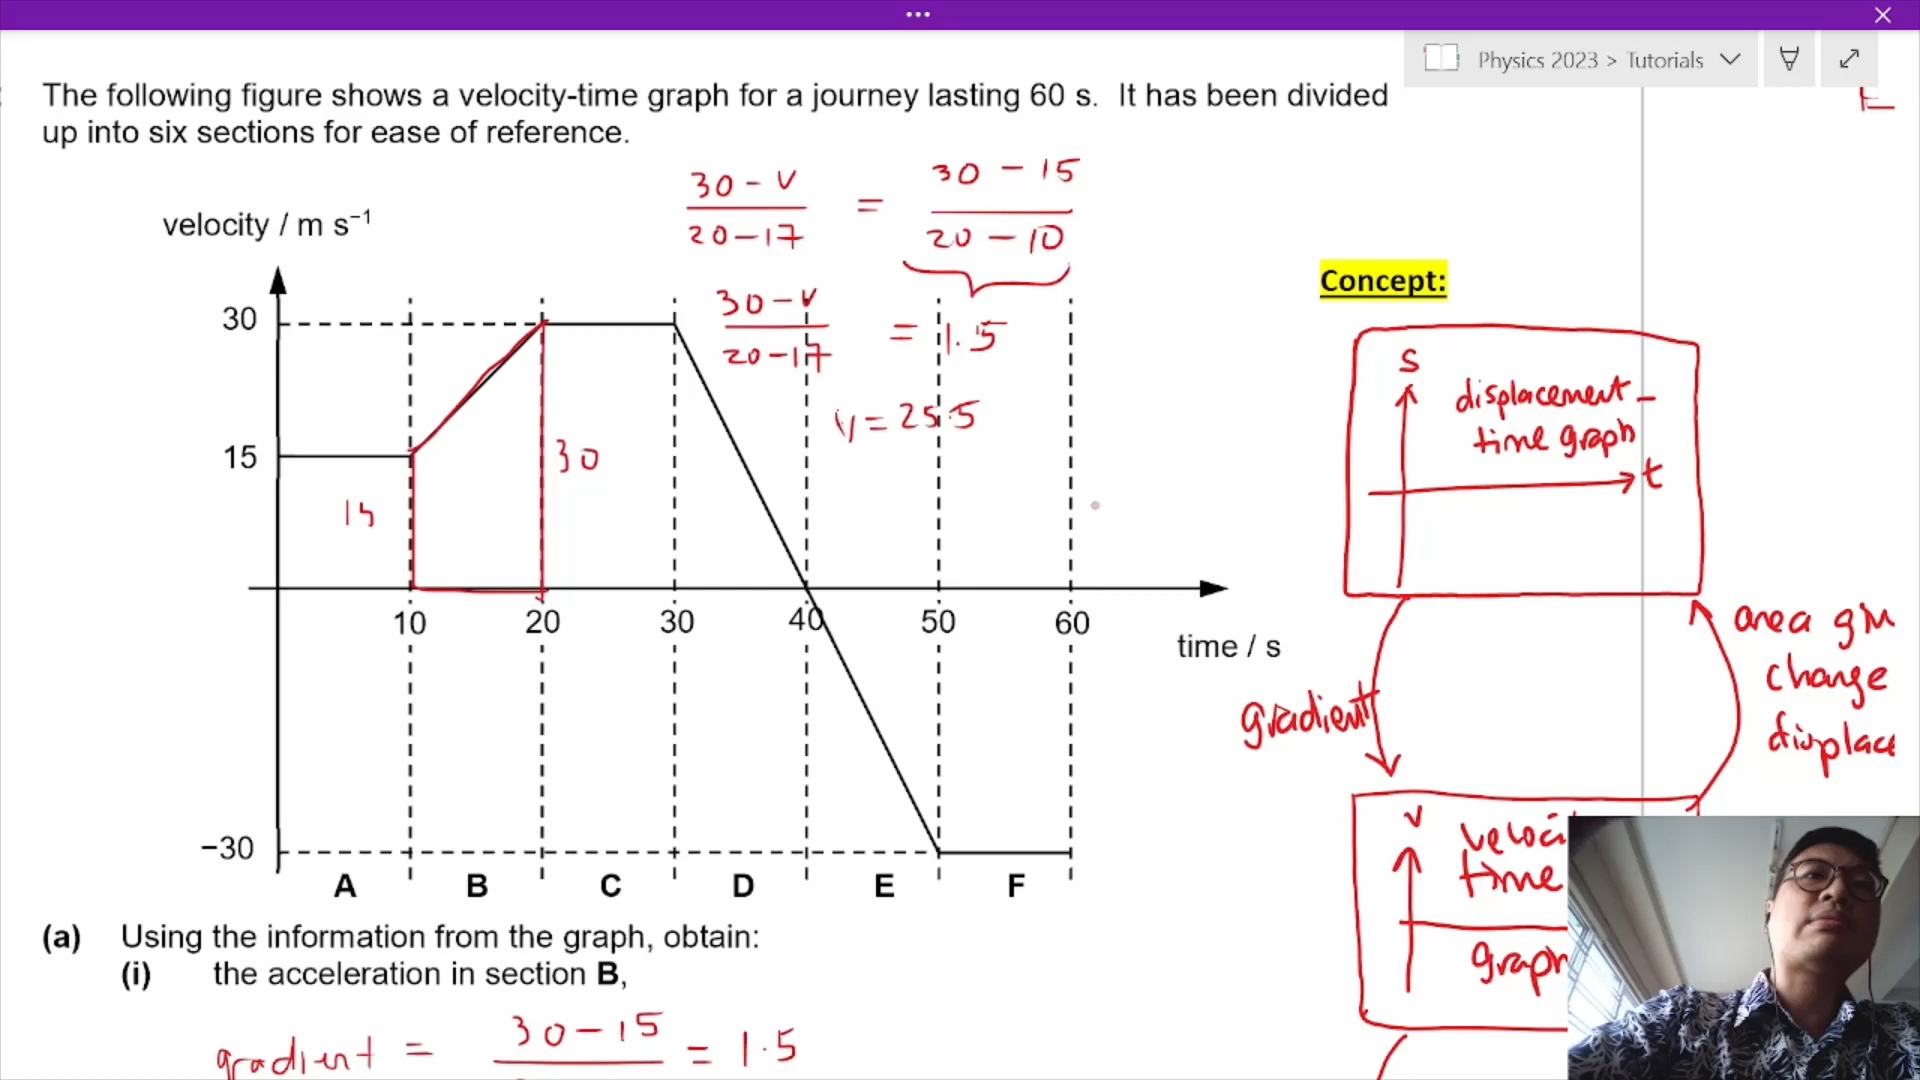 Physics 2023 > Tutorials
The following figure shows a velocity-time graph for a journey lasting 60 s. It has been divided
up into six sections for ease of reference.
30 - v = 30 - 15
20 - 17 20 - 10
velocity / m s⁻¹
30 - v = 1.5
20 - 17
v = 25.5
30
15
15
30
10 20 30 40 50 60
time / s
−30
A B C D E F
(a) Using the information from the graph, obtain:
(i) the acceleration in section B,
gradient = 30 - 15 = 1.5
Concept:
s
displacement -
time graph
t
gradient
area
change
v
time
graph